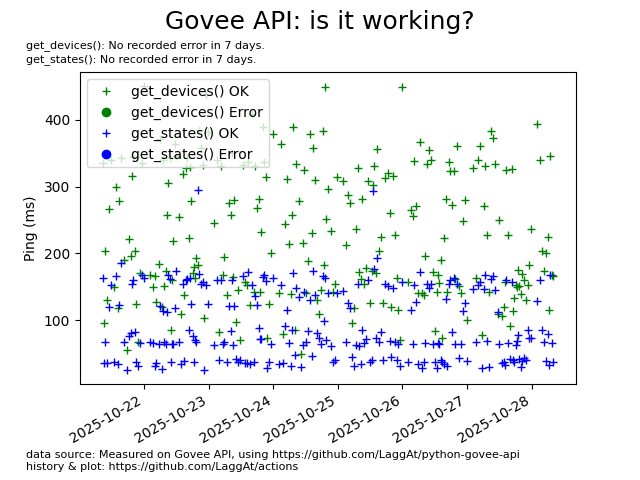 Govee API: is it working?
get_devices(): No recorded error in 7 days.
get_states(): No recorded error in 7 days.
get_devices() OK
get_devices() Error
get_states() OK
get_states() Error
Ping (ms)
400
300
200
100
2025-10-22
2025-10-23
2025-10-24
2025-10-25
2025-10-26
2025-10-27
2025-10-28
data source: Measured on Govee API, using https://github.com/LaggAt/python-govee-api
history & plot: https://github.com/LaggAt/actions